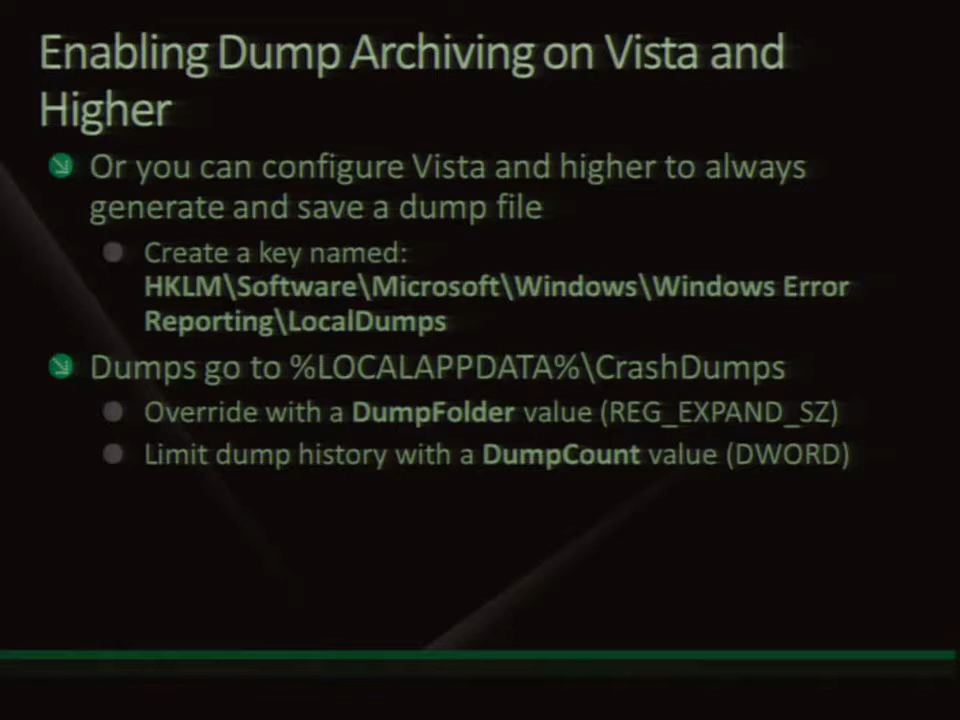 Enabling Dump Archiving on Vista and
Higher
Or you can configure Vista and higher to always
generate and save a dump file
Create a key named:
HKLM\Software\Microsoft\Windows\Windows Error
Reporting\LocalDumps
Dumps go to %LOCALAPPDATA%\CrashDumps
Override with a DumpFolder value (REG_EXPAND_SZ)
Limit dump history with a DumpCount value (DWORD)